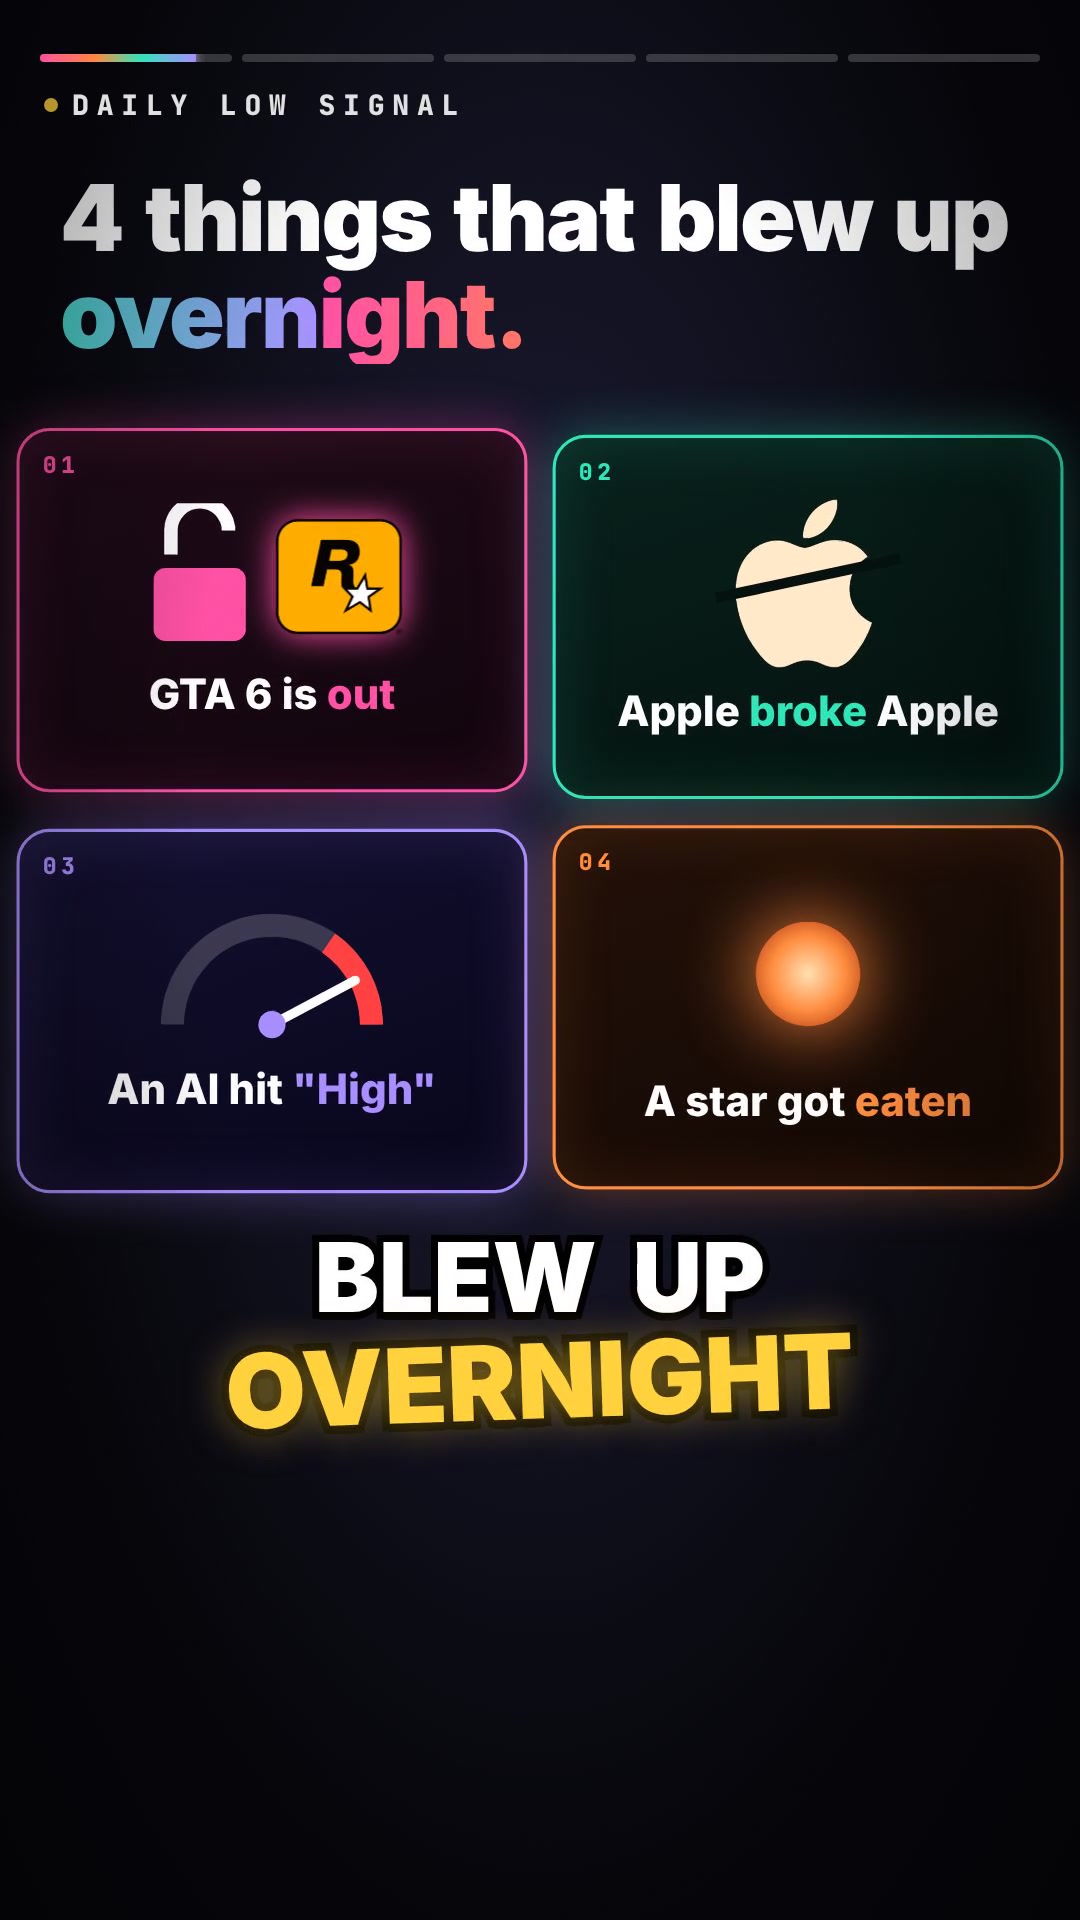 DAILY LOW SIGNAL
4 things that blew up
overnight.
01
R
GTA 6 is out
02
Apple broke Apple
03
An AI hit "High"
04
A star got eaten
BLEW UP
OVERNIGHT